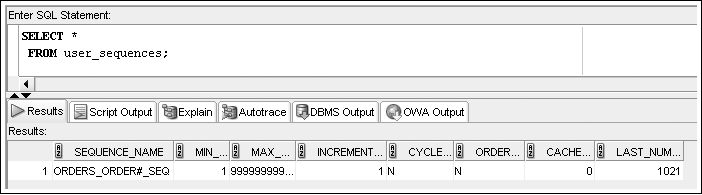 Enter SQL Statement:
SELECT *
FROM user_sequences;
Results Script Output Explain Autotrace DBMS Output OWA Output
Results:
SEQUENCE_NAME MIN_... MAX_... INCREMENT... CYCLE... ORDER... CACHE... LAST_NUM...
1 ORDERS_ORDER#_SEQ 1 999999999... 1 N N 0 1021